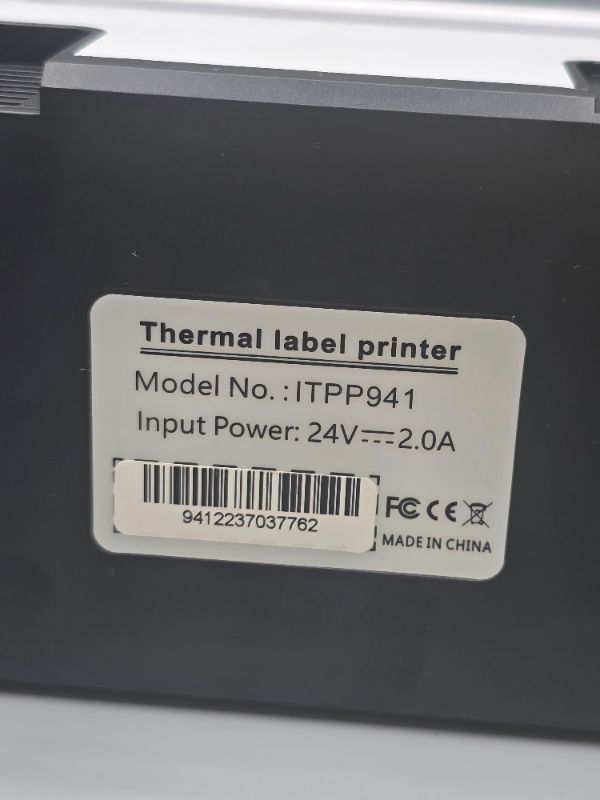 Thermal label printer
Model No.:ITPP941
Input Power: 24V⎓2.0A
9412237037762
FC CE
MADE IN CHINA